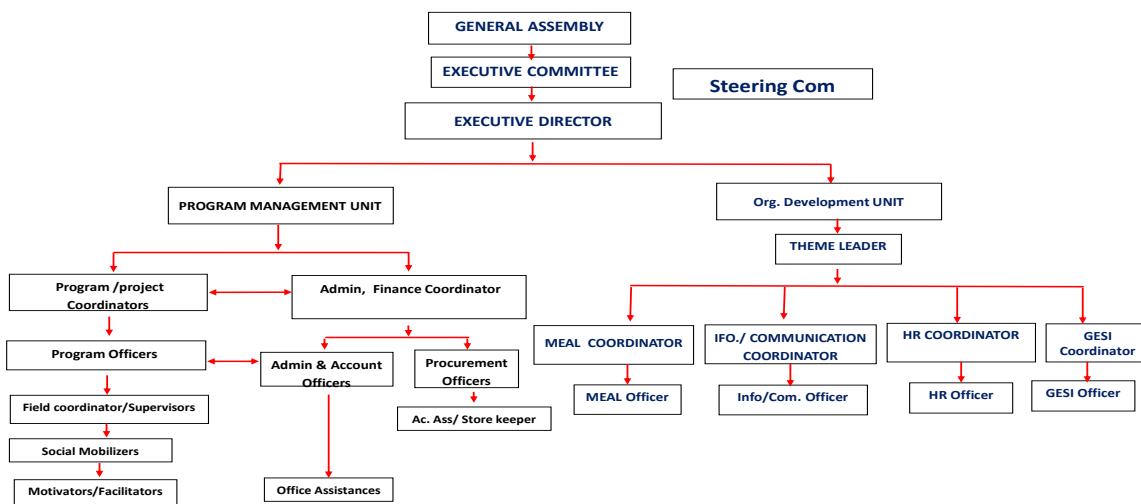 GENERAL ASSEMBLY
EXECUTIVE COMMITTEE
Steering Com
EXECUTIVE DIRECTOR
PROGRAM MANAGEMENT UNIT
Org. Development UNIT
THEME LEADER
Program /project
Coordinators
Admin, Finance Coordinator
MEAL COORDINATOR
IFO./ COMMUNICATION
COORDINATOR
HR COORDINATOR
GESI
Coordinator
Program Officers
Admin & Account
Officers
Procurement
Officers
MEAL Officer
Info/Com. Officer
HR Officer
GESI Officer
Field coordinator/Supervisors
Ac. Ass/ Store keeper
Social Mobilizers
Motivators/Facilitators
Office Assistances